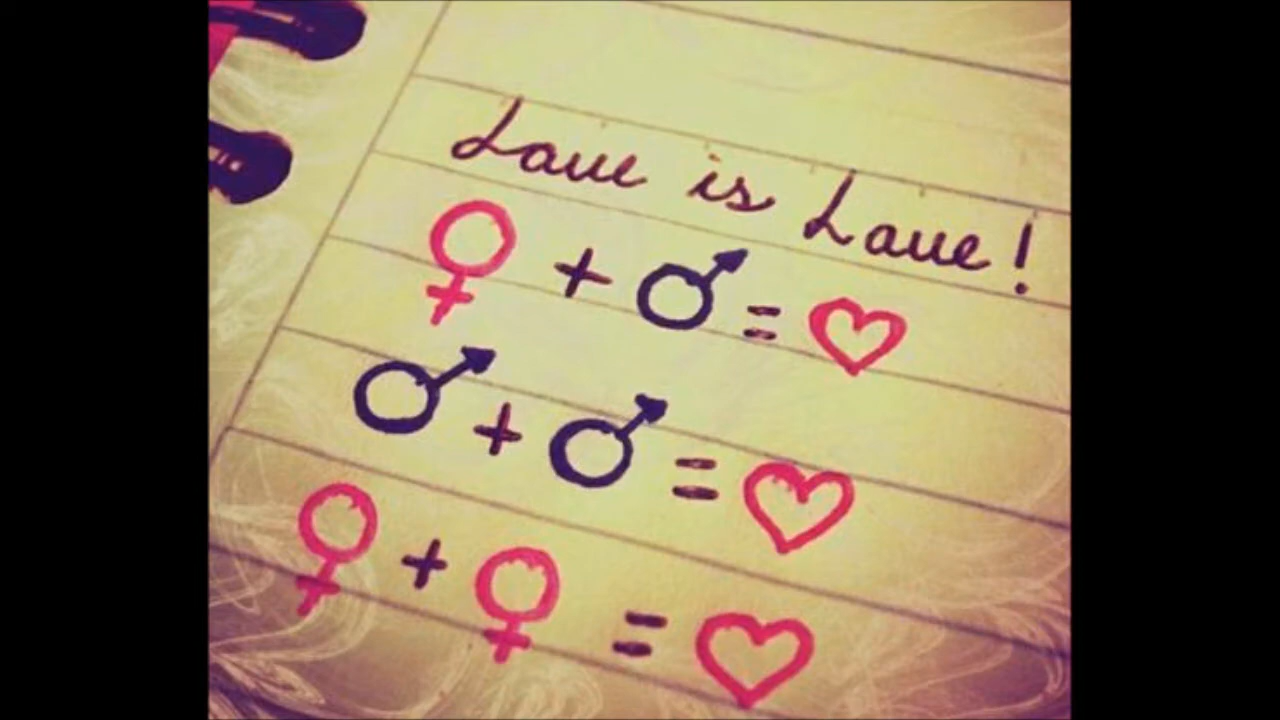 Love is Love!
♀ + ♂ = ♡
♂ + ♂ = ♡
♀ + ♀ = ♡